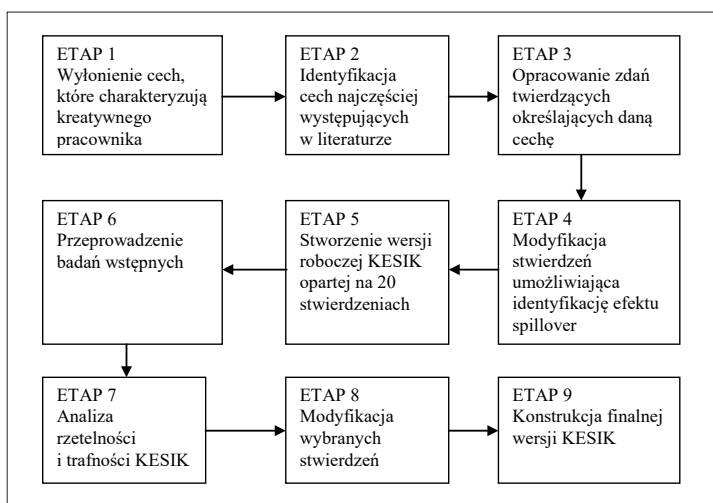 ETAP 1
Wyłonienie cech,
które charakteryzują
kreatywnego
pracownika
ETAP 2
Identyfikacja
cech najczęściej
występujących
w literaturze
ETAP 3
Opracowanie zdań
twierdzących
określających daną
cechę
ETAP 4
Modyfikacja
stwierdzeń
umożliwiająca
identyfikację efektu
spillover
ETAP 5
Stworzenie wersji
roboczej KESIK
opartej na 20
stwierdzeniach
ETAP 6
Przeprowadzenie
badań wstępnych
ETAP 7
Analiza
rzetelności
i trafności KESIK
ETAP 8
Modyfikacja
wybranych
stwierdzeń
ETAP 9
Konstrukcja finalnej
wersji KESIK